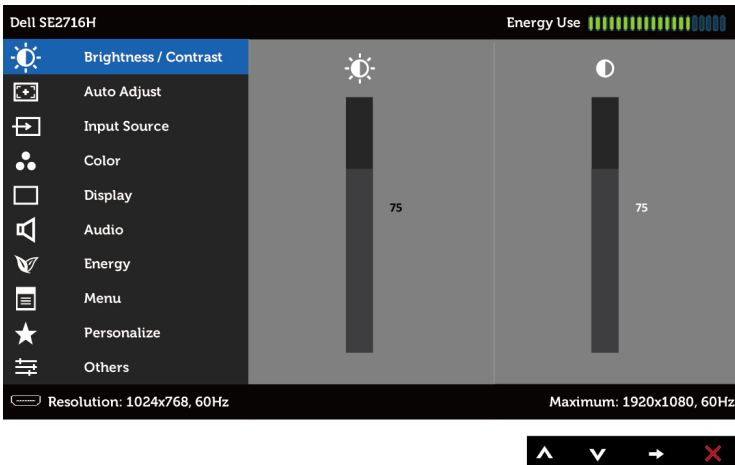 Dell SE2716H Energy Use
Brightness / Contrast
Auto Adjust
Input Source
Color
Display
75 75
Audio
Energy
Menu
Personalize
Others
Resolution: 1024x768, 60Hz Maximum: 1920x1080, 60Hz